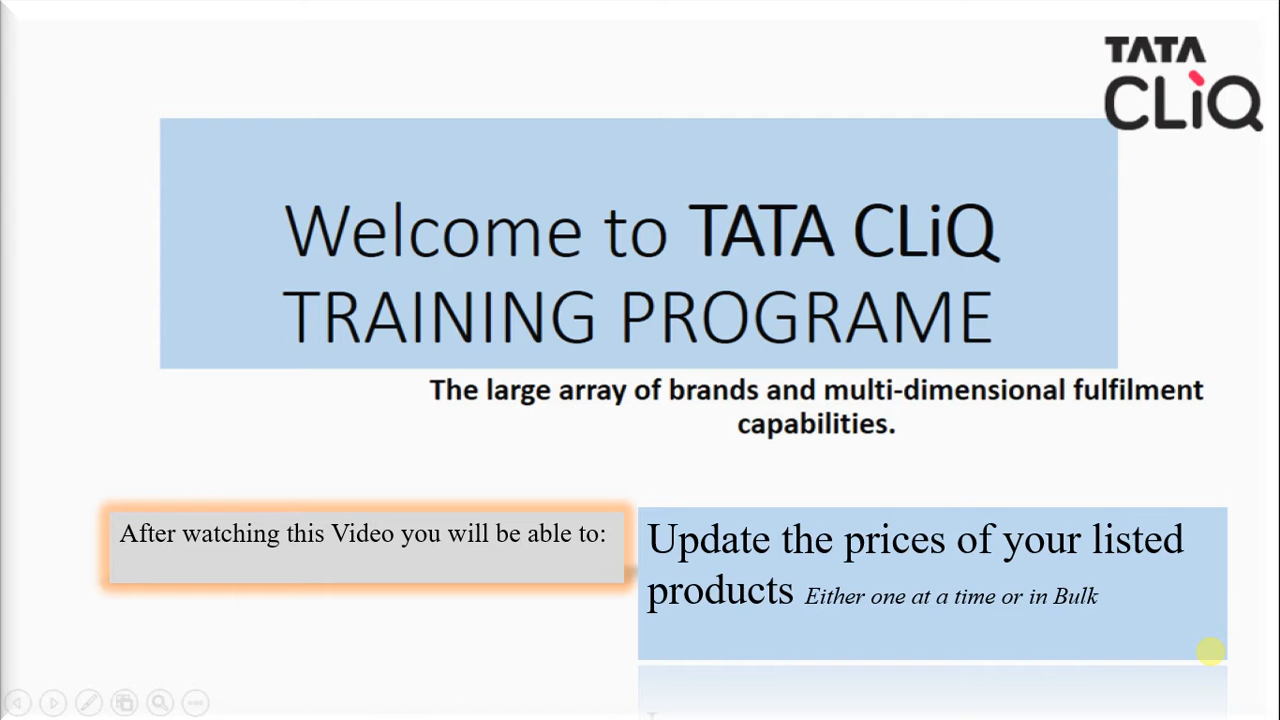 TATA
CLiQ
Welcome to TATA CLiQ
TRAINING PROGRAME
The large array of brands and multi-dimensional fulfilment
capabilities.
After watching this Video you will be able to:
Update the prices of your listed
products Either one at a time or in Bulk